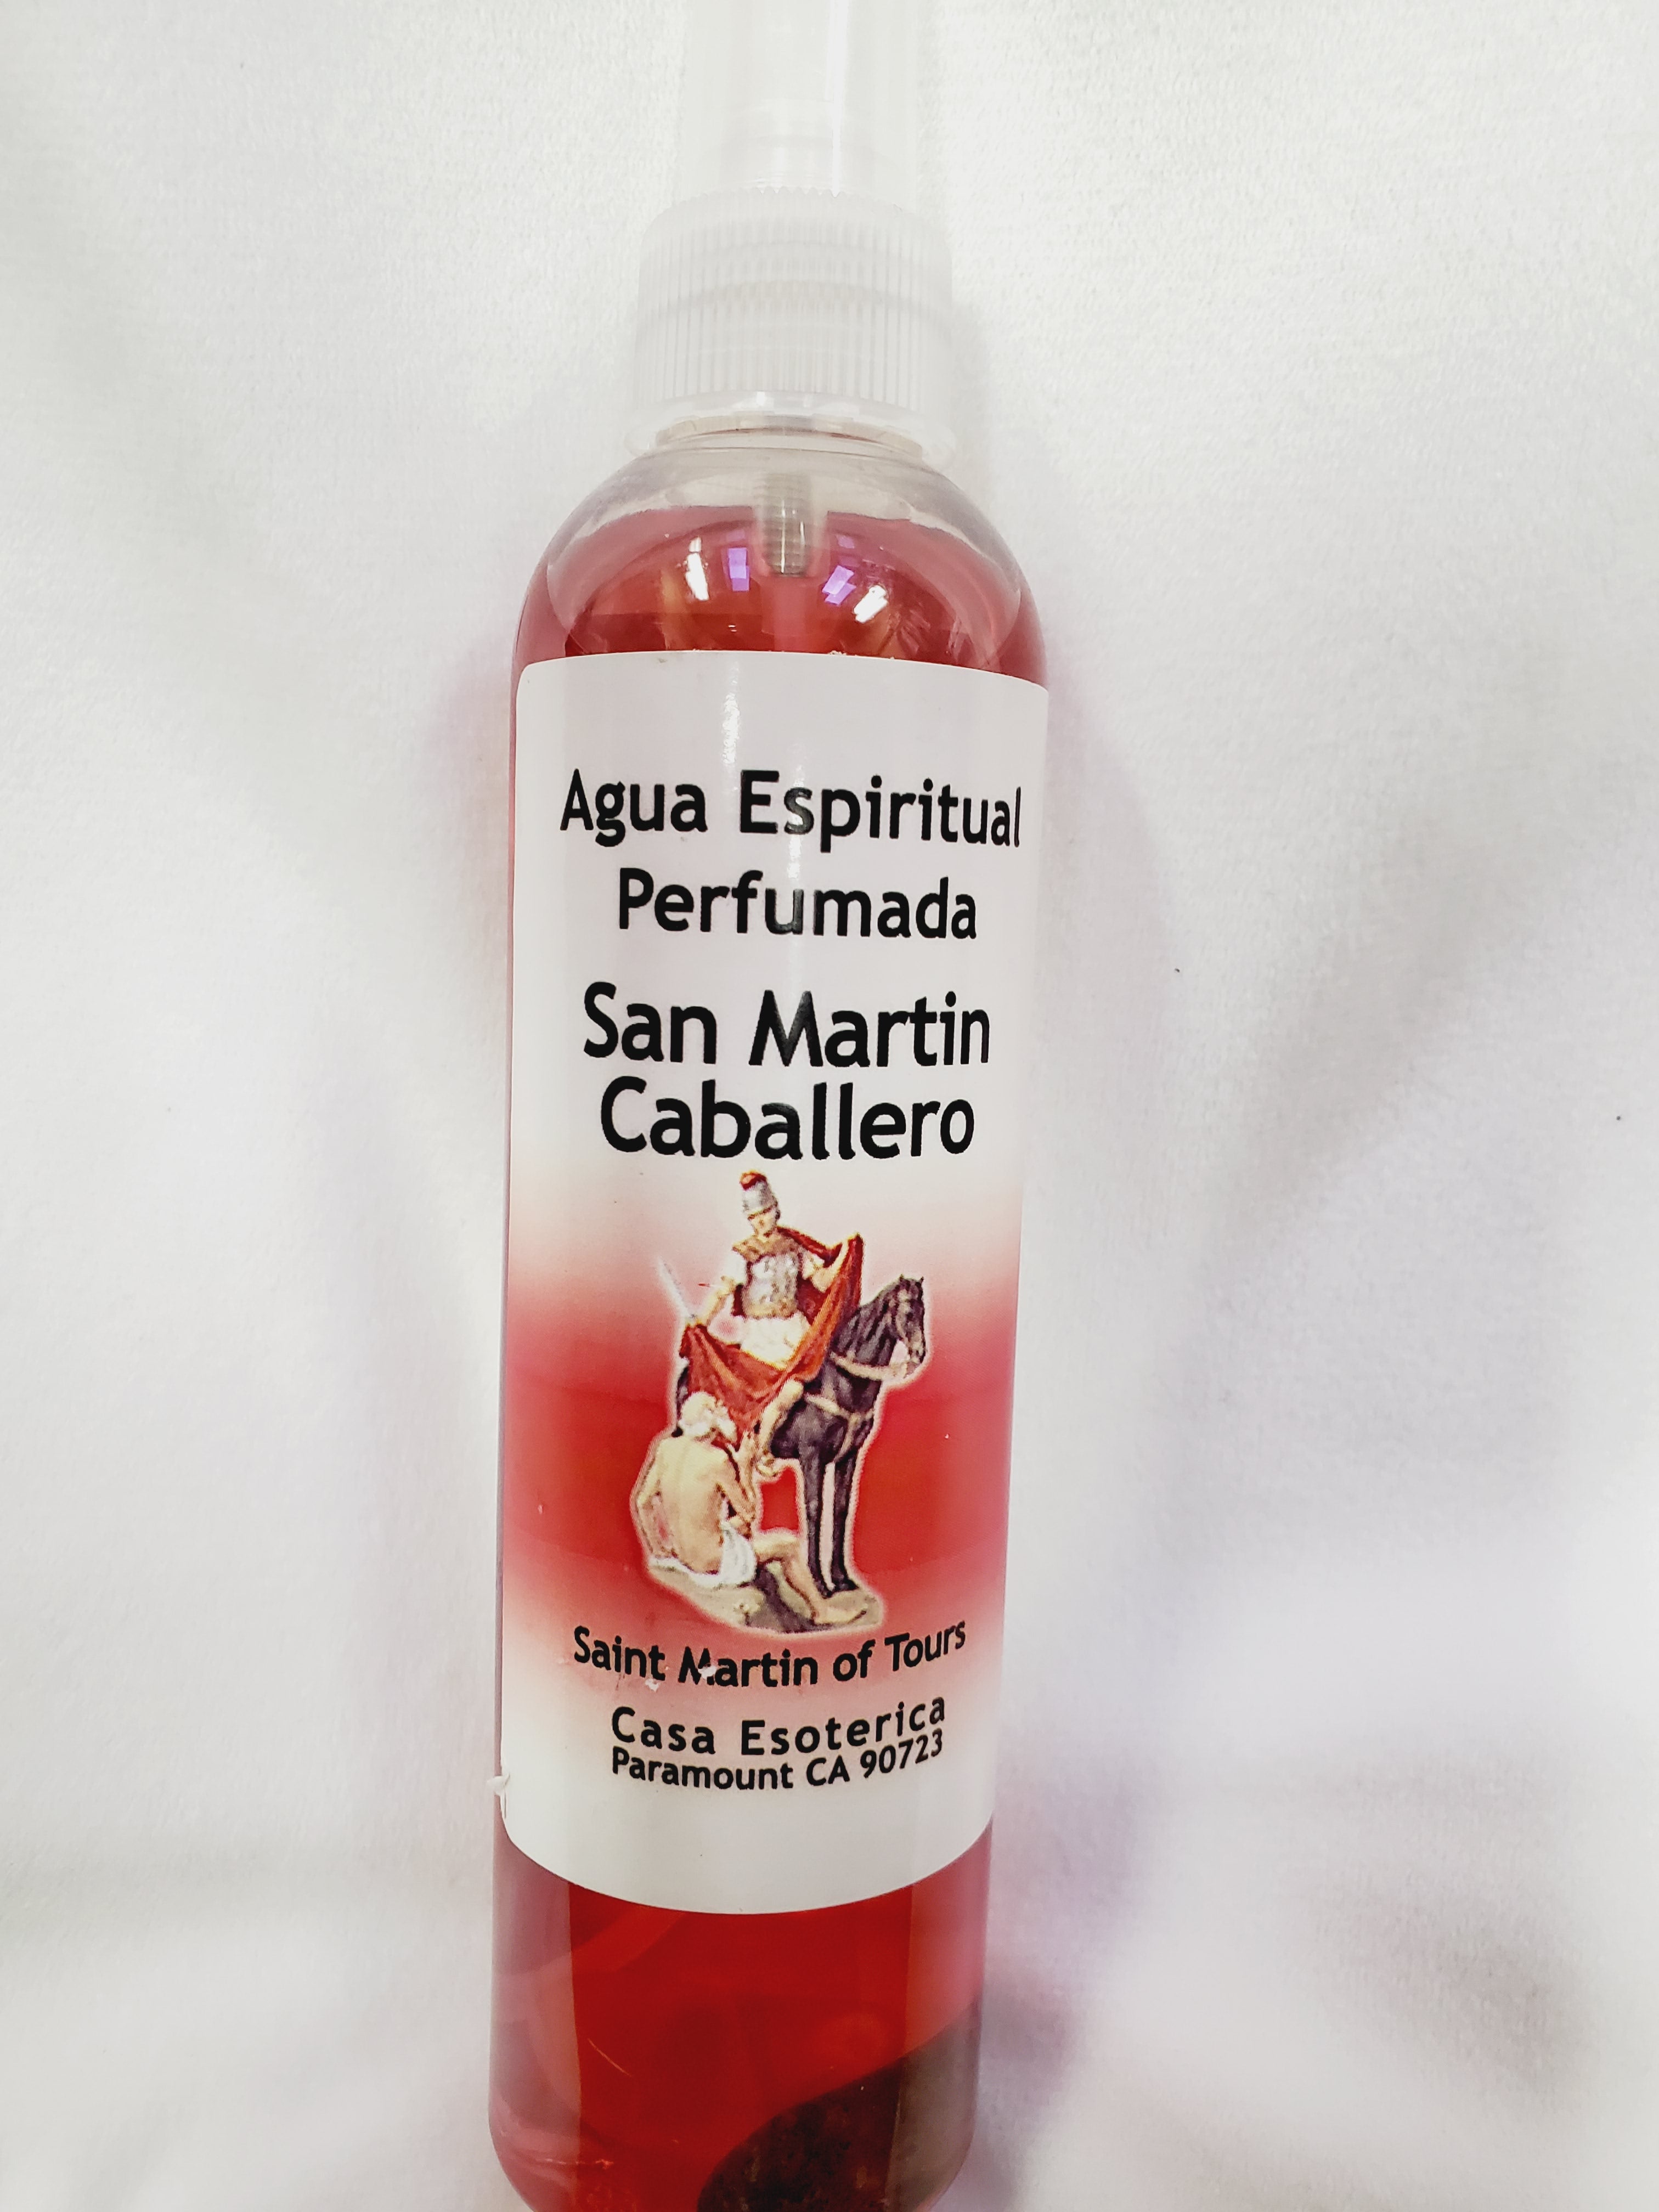 Agua Espiritual
Perfumada
San Martin
Caballero
Saint Martin of Tours
Casa Esoterica
Paramount CA 90723